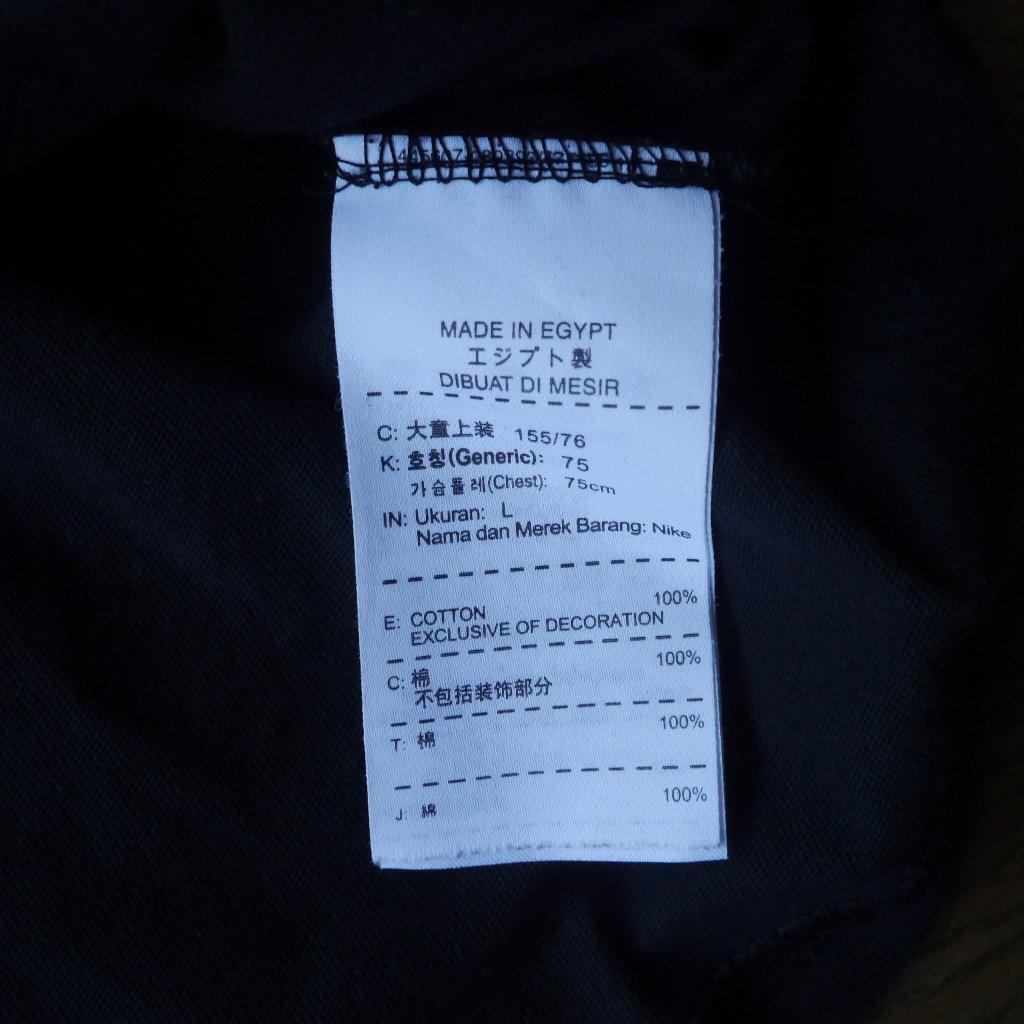 MADE IN EGYPT
エジプト製
DIBUAT DI MESIR
C: 大童上装 155/76
K: 호칭(Generic): 75
가슴둘레(Chest): 75cm
IN: Ukuran: L
Nama dan Merek Barang: Nike
100%
E: COTTON
EXCLUSIVE OF DECORATION
100%
C: 棉
不包括装饰部分
100%
T: 棉
100%
J: 綿